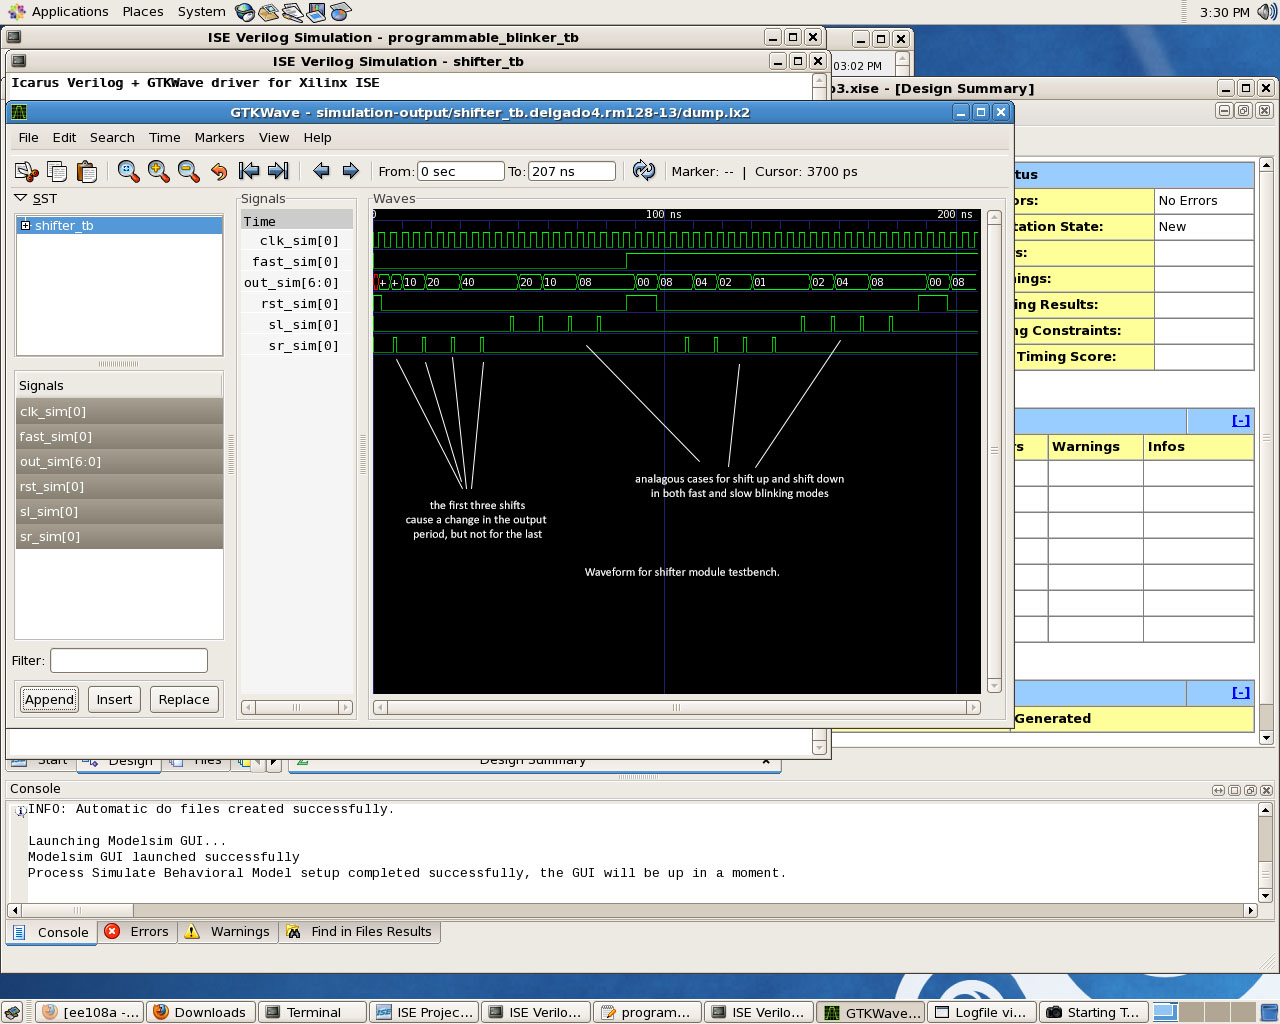 Applications Places System 3:30 PM
ISE Verilog Simulation - programmable_blinker_tb
ISE Verilog Simulation - shifter_tb
03:02 PM
Icarus Verilog + GTKWave driver for Xilinx ISE
3.xise - [Design Summary]
GTKWave - simulation-output/shifter_tb.delgado4.rm128-13/dump.lx2
File Edit Search Time Markers View Help
From: 0 sec To: 207 ns Marker: -- | Cursor: 3700 ps
SST
shifter_tb
Signals
clk_sim[0]
fast_sim[0]
out_sim[6:0]
rst_sim[0]
sl_sim[0]
sr_sim[0]
Filter:
Append Insert Replace
Signals
Time
clk_sim[0]
fast_sim[0]
out_sim[6:0]
rst_sim[0]
sl_sim[0]
sr_sim[0]
Waves
0 100 ns 200 ns
+ + 10 20 40 20 10 08 00 08 04 02 01 02 04 08 00 08
the first three shifts
cause a change in the output
period, but not for the last
analagous cases for shift up and shift down
in both fast and slow blinking modes
Waveform for shifter module testbench.
tus
ors: No Errors
tation State: New
s:
nings:
ng Results:
ng Constraints:
Timing Score:
[-]
s Warnings Infos
[-]
Generated
Start Design Files Design Summary
Console
INFO: Automatic do files created successfully.
Launching Modelsim GUI...
Modelsim GUI launched successfully
Process Simulate Behavioral Model setup completed successfully, the GUI will be up in a moment.
Console Errors Warnings Find in Files Results
[ee108a -... Downloads Terminal ISE Projec... ISE Verilo... program... ISE Verilo... GTKWave... Logfile vi... Starting T...